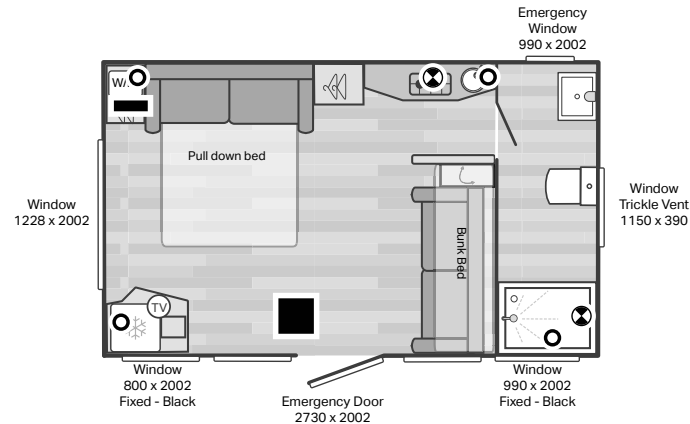 Emergency
Window
990 x 2002
Pull down bed
Window
1228 x 2002
Window
Trickle Vent
1150 x 390
Bunk Bed
TV
Window
800 x 2002
Fixed - Black
Emergency Door
2730 x 2002
Window
990 x 2002
Fixed - Black